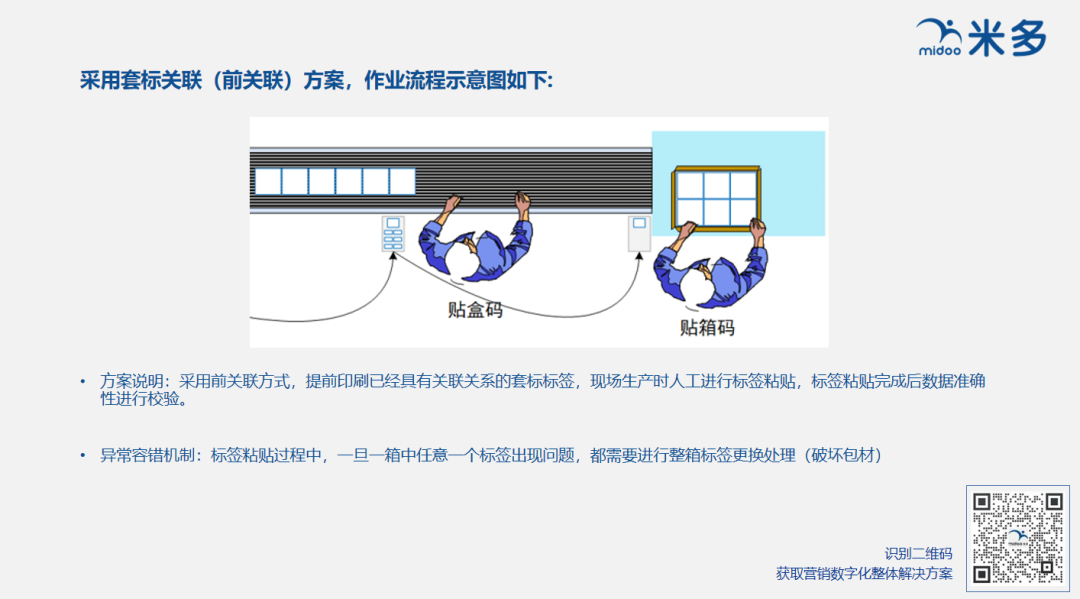 midoo 米多
采用套标关联（前关联）方案，作业流程示意图如下:
贴盒码
贴箱码
• 方案说明：采用前关联方式，提前印刷已经具有关联关系的套标标签，现场生产时人工进行标签粘贴，标签粘贴完成后数据准确
性进行校验。
• 异常容错机制：标签粘贴过程中，一旦一箱中任意一个标签出现问题，都需要进行整箱标签更换处理（破坏包材）
识别二维码
获取营销数字化整体解决方案